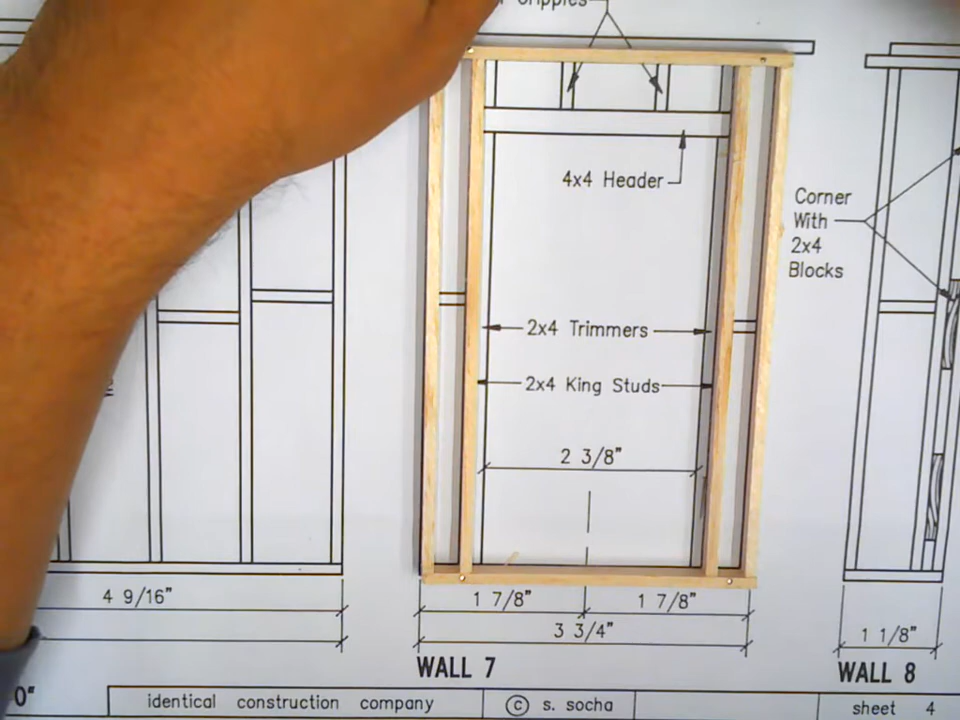 Cripples
4x4 Header
Corner
With
2x4
Blocks
2x4 Trimmers
2x4 King Studs
2 3/8"
4 9/16"
1 7/8"
1 7/8"
3 3/4"
1 1/8"
WALL 7
WALL 8
0"
identical construction company
© s. socha
sheet 4